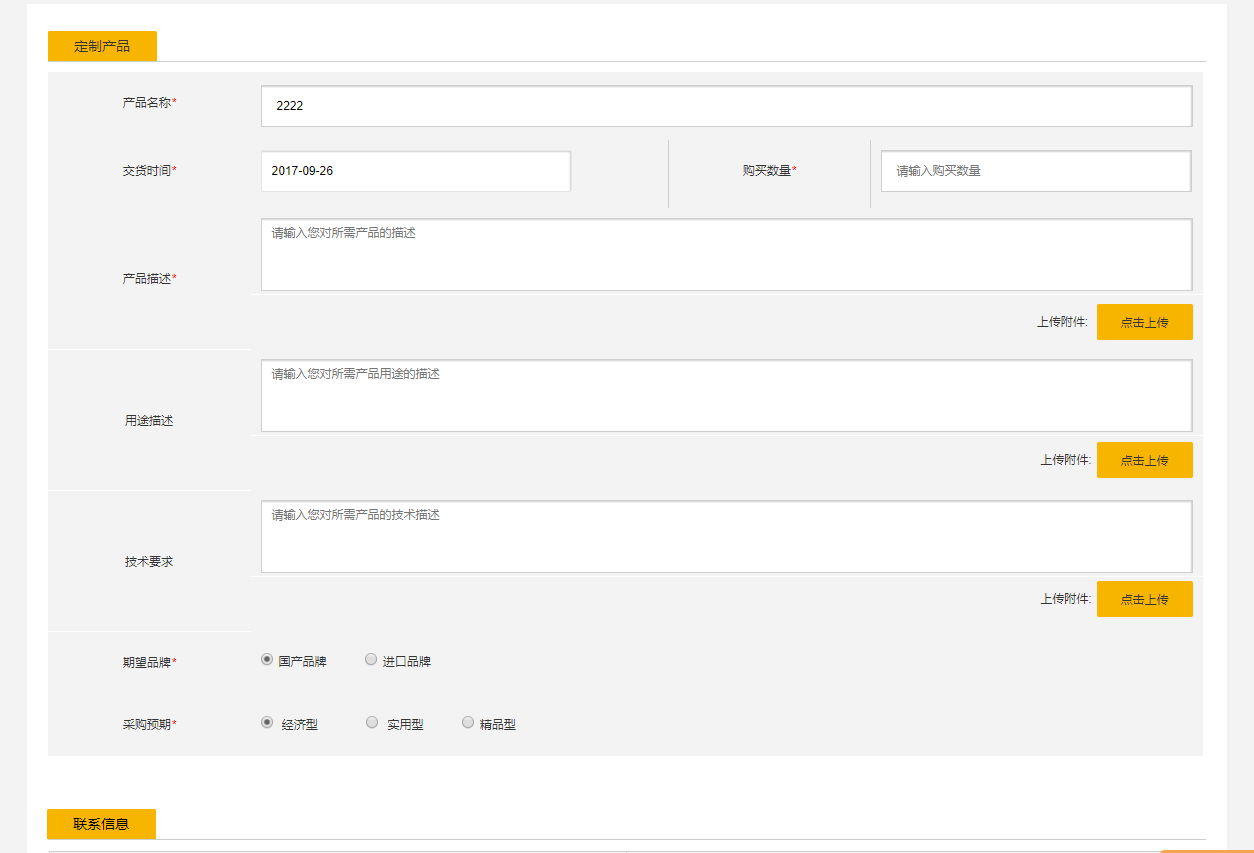 定制产品
产品名称*
2222
交货时间*
2017-09-26
购买数量*
请输入购买数量
请输入您对所需产品的描述
产品描述*
上传附件:
点击上传
请输入您对所需产品用途的描述
用途描述
上传附件:
点击上传
请输入您对所需产品的技术描述
技术要求
上传附件:
点击上传
期望品牌*
国产品牌
进口品牌
采购预期*
经济型
实用型
精品型
联系信息